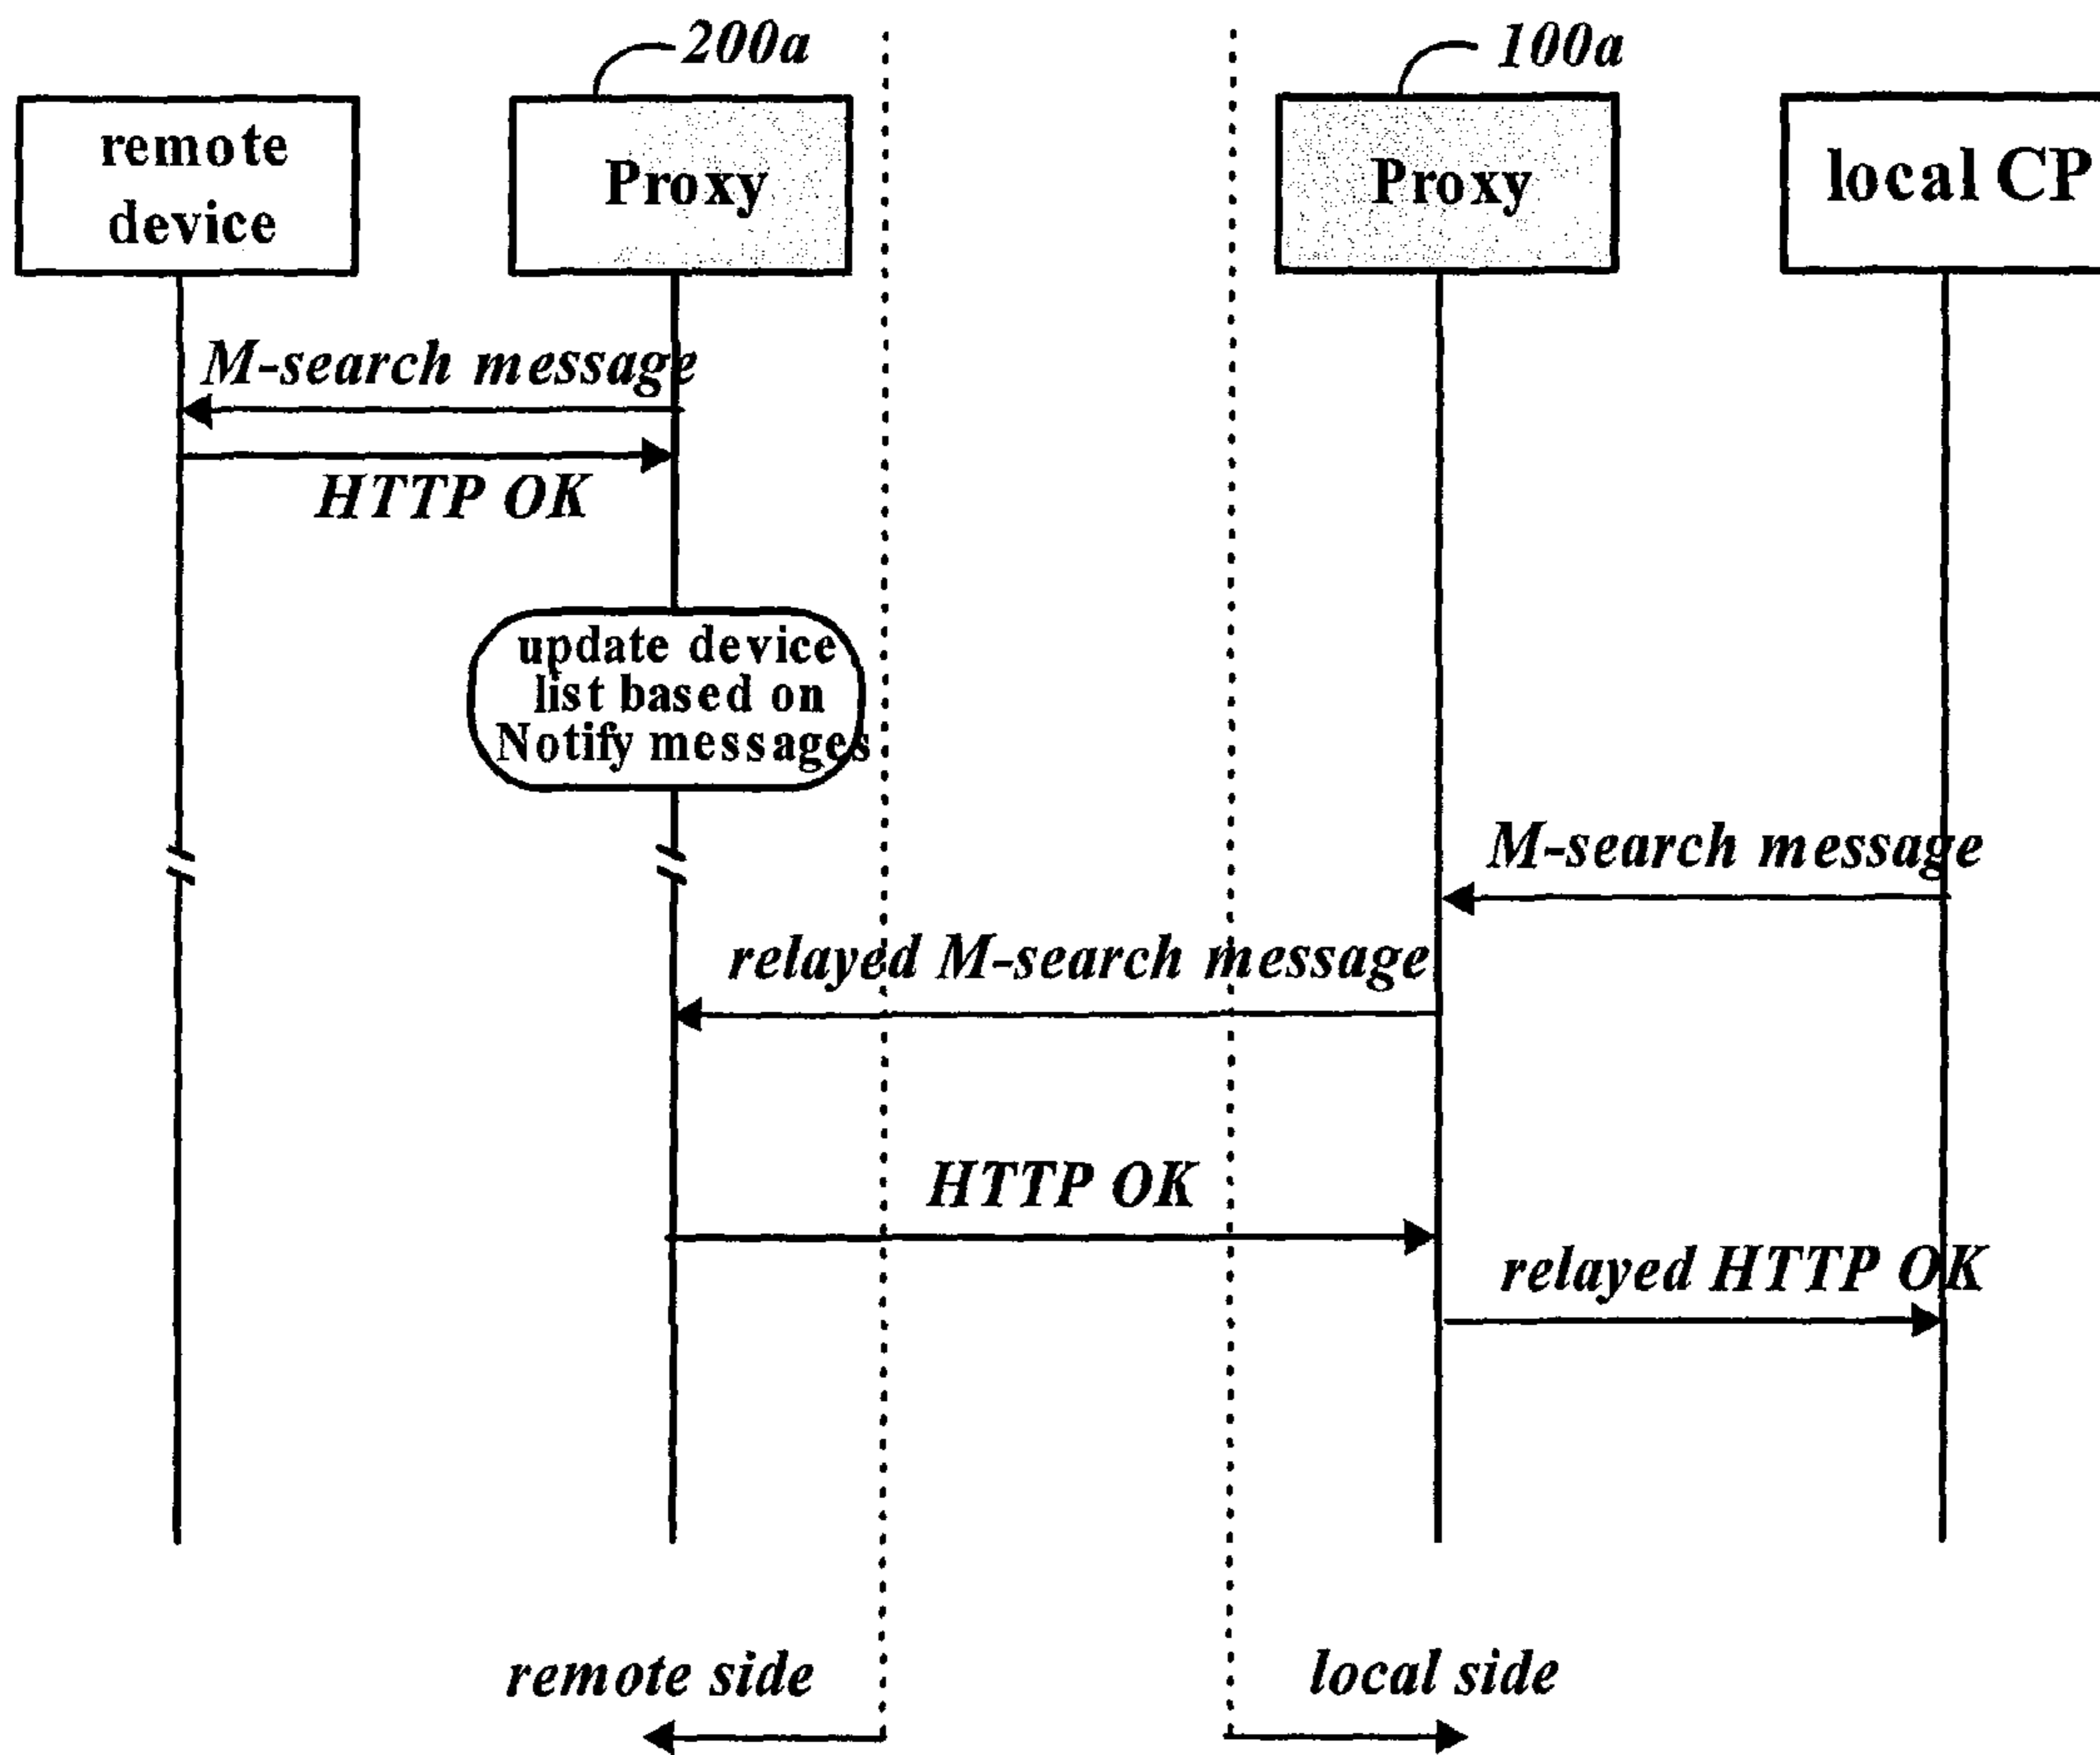 200a
100a
remote
device
Proxy
Proxy
local CP
M-search message
HTTP OK
update device
list based on
Notify messages
M-search message
relayed M-search message
HTTP OK
relayed HTTP OK
remote side
local side